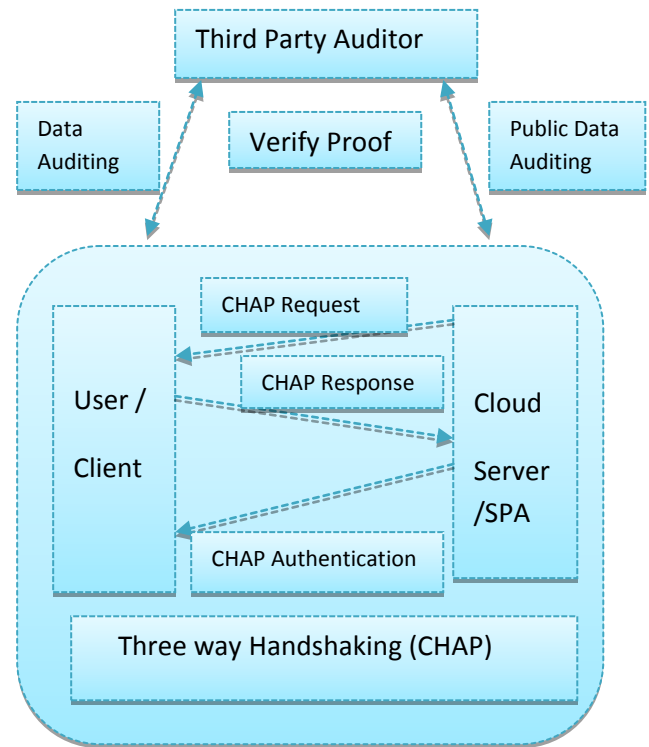 Third Party Auditor
Data
Auditing
Verify Proof
Public Data
Auditing
CHAP Request
CHAP Response
User /
Client
Cloud
Server
/SPA
CHAP Authentication
Three way Handshaking (CHAP)